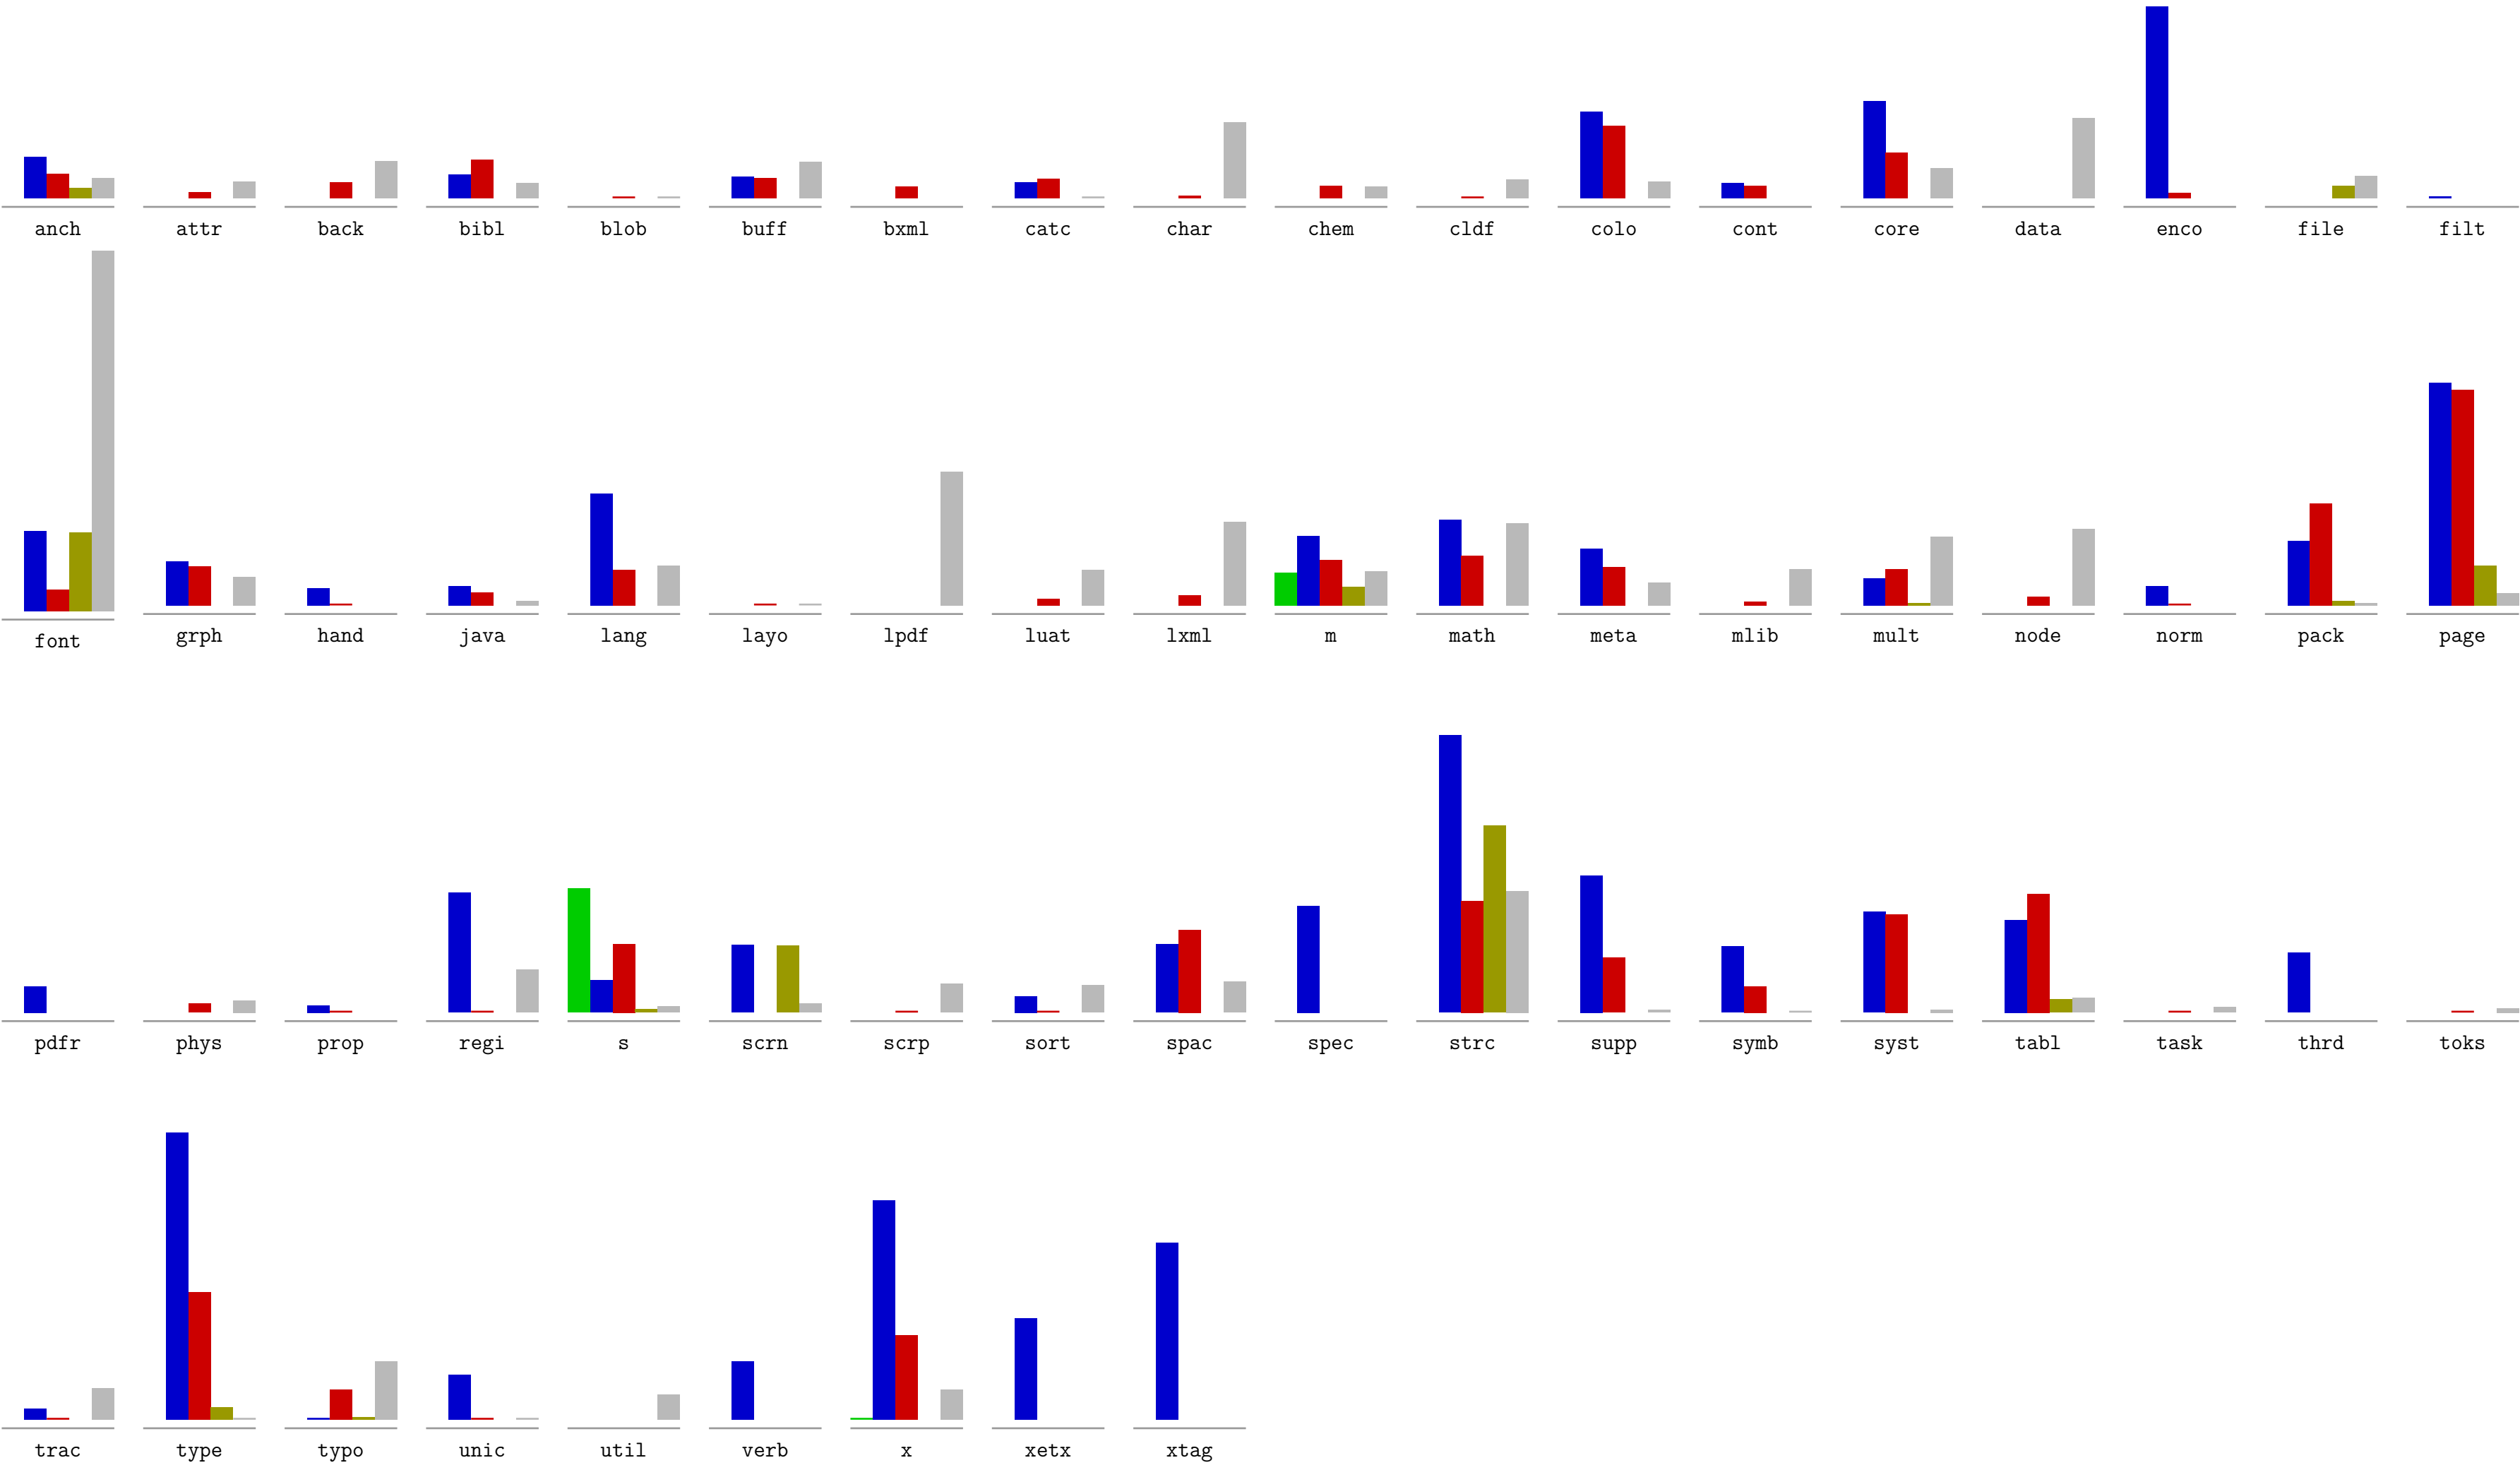 anch attr back bibl blob buff bxml catc char chem cldf colo cont core data enco file filt
font grph hand java lang layo lpdf luat lxml m math meta mlib mult node norm pack page
pdfr phys prop regi s scrn scrp sort spac spec strc supp symb syst tabl task thrd toks
trac type typo unic util verb x xetx xtag